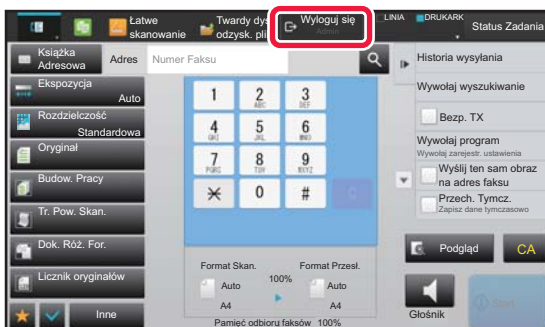 Łatwe
skanowanie
Twardy dys
odzysk. pli
Wyloguj się
Admin
LINIA
DRUKARK
Status Zadania
Książka
Adresowa
Adres
Numer Faksu
Historia wysyłania
Ekspozycja
Auto
Wywołaj wyszukiwanie
Rozdzielczość
Standardowa
Bezp. TX
Oryginał
Wywołaj program
Wywołaj zarejestr. ustawienia
Budow. Pracy
Wyślij ten sam obraz
na adres faksu
Tr. Pow. Skan.
Przech. Tymcz.
Zapisz dane tymczasowo
Dok. Róż. For.
Licznik oryginałów
Inne
1
2 ABC
3 DEF
4 GHI
5 JKL
6 MNO
7 PQRS
8 TUV
9 WXYZ
0
#
C
Format Skan.
100%
Format Przesł.
Auto
A4
Auto
A4
Pamięć odbioru faksów 100%
Podgląd
CA
Głośnik
Start